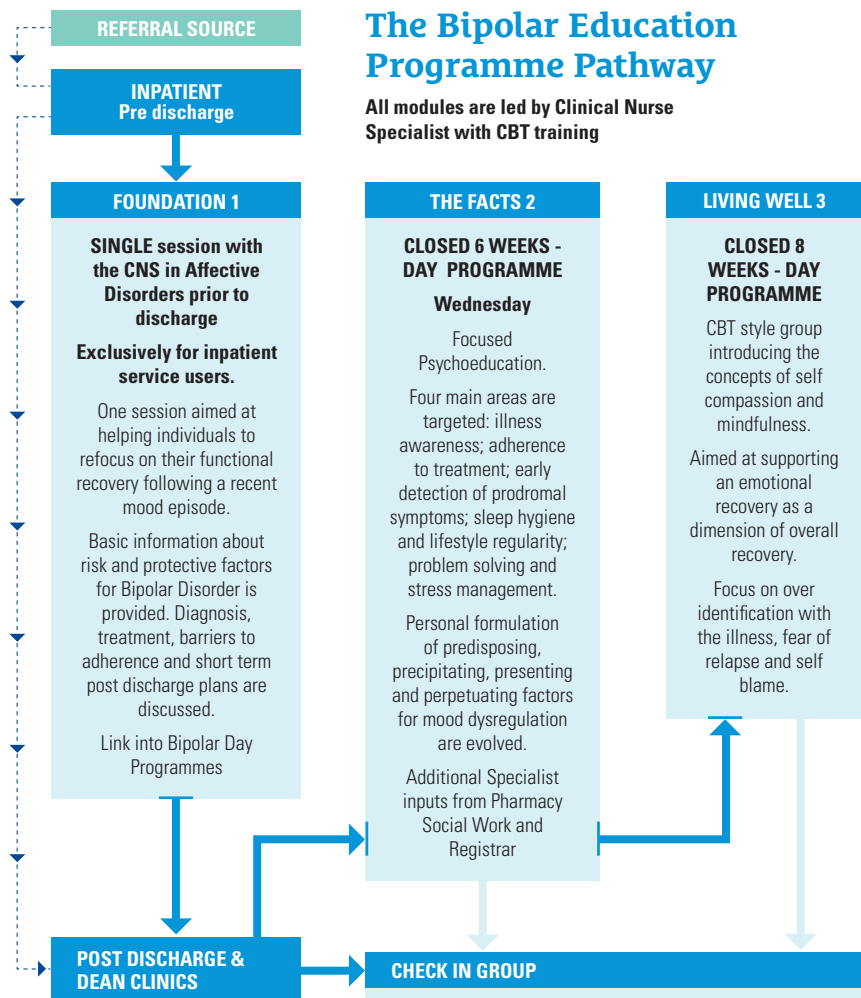 REFERRAL SOURCE
The Bipolar Education
Programme Pathway
All modules are led by Clinical Nurse
Specialist with CBT training
INPATIENT
Pre discharge
FOUNDATION 1
SINGLE session with
the CNS in Affective
Disorders prior to
discharge
Exclusively for inpatient
service users.
One session aimed at
helping individuals to
refocus on their functional
recovery following a recent
mood episode.
Basic information about
risk and protective factors
for Bipolar Disorder is
provided. Diagnosis,
treatment, barriers to
adherence and short term
post discharge plans are
discussed.
Link into Bipolar Day
Programmes
THE FACTS 2
CLOSED 6 WEEKS -
DAY PROGRAMME
Wednesday
Focused
Psychoeducation.
Four main areas are
targeted: illness
awareness; adherence
to treatment; early
detection of prodromal
symptoms; sleep hygiene
and lifestyle regularity;
problem solving and
stress management.
Personal formulation
of predisposing,
precipitating, presenting
and perpetuating factors
for mood dysregulation
are evolved.
Additional Specialist
inputs from Pharmacy
Social Work and
Registrar
LIVING WELL 3
CLOSED 8
WEEKS - DAY
PROGRAMME
CBT style group
introducing the
concepts of self
compassion and
mindfulness.
Aimed at supporting
an emotional
recovery as a
dimension of overall
recovery.
Focus on over
identification with
the illness, fear of
relapse and self
blame.
POST DISCHARGE &
DEAN CLINICS
CHECK IN GROUP